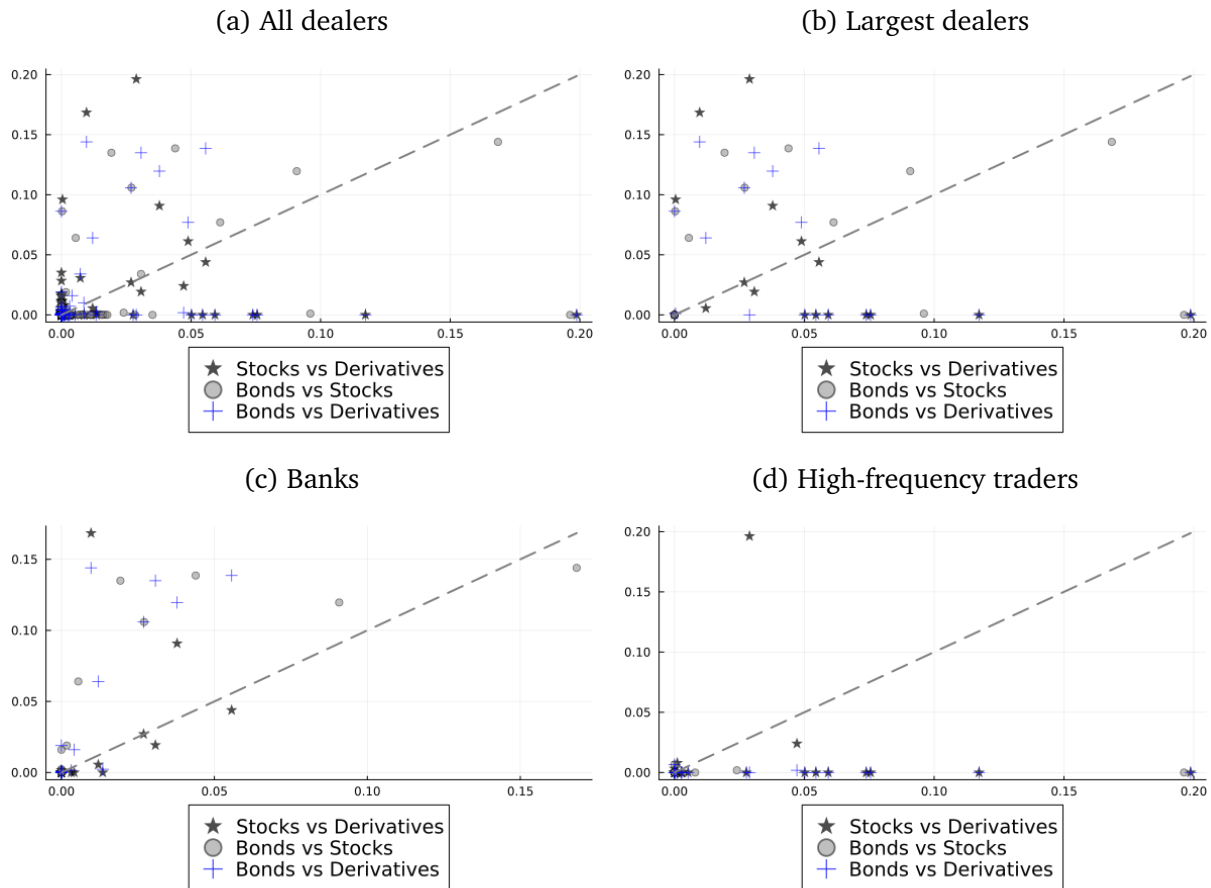 (a) All dealers
(b) Largest dealers
0.20
0.15
0.10
0.05
0.00
0.00 0.05 0.10 0.15 0.20
Stocks vs Derivatives
Bonds vs Stocks
Bonds vs Derivatives
0.20
0.15
0.10
0.05
0.00
0.00 0.05 0.10 0.15 0.20
Stocks vs Derivatives
Bonds vs Stocks
Bonds vs Derivatives
(c) Banks
(d) High-frequency traders
0.15
0.10
0.05
0.00
0.00 0.05 0.10 0.15
Stocks vs Derivatives
Bonds vs Stocks
Bonds vs Derivatives
0.20
0.15
0.10
0.05
0.00
0.00 0.05 0.10 0.15 0.20
Stocks vs Derivatives
Bonds vs Stocks
Bonds vs Derivatives